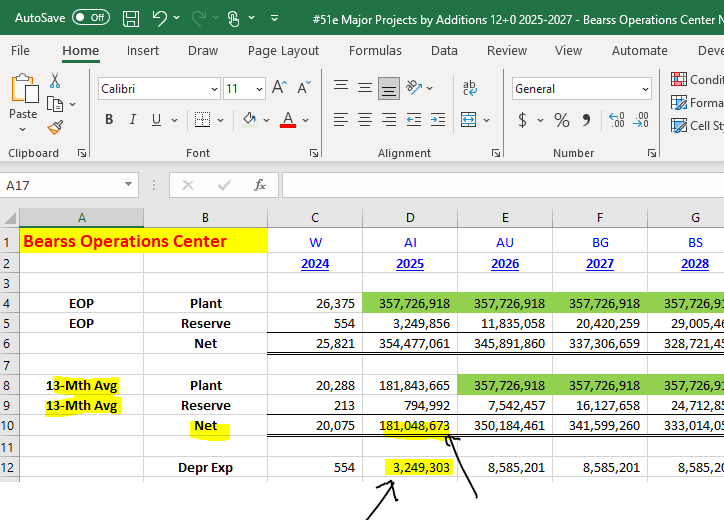 AutoSave Off #51e Major Projects by Additions 12+0 2025-2027 - Bearss Operations Center
File Home Insert Draw Page Layout Formulas Data Review View Automate
Calibri 11 A A ab General
Paste B I U A $ % 9
Clipboard Font Alignment Number
A17 fx
A B C D E F G
1 Bearss Operations Center W AI AU BG BS
2 2024 2025 2026 2027 2028
3
4 EOP Plant 26,375 357,726,918 357,726,918 357,726,918
5 EOP Reserve 554 3,249,856 11,835,058 20,420,259
6 Net 25,821 354,477,061 345,891,860 337,306,659
7
8 13-Mth Avg Plant 20,288 181,843,665 357,726,918 357,726,918
9 13-Mth Avg Reserve 213 794,992 7,542,457 16,127,658
10 Net 20,075 181,048,673 350,184,461 341,599,260
11
12 Depr Exp 554 3,249,303 8,585,201 8,585,201